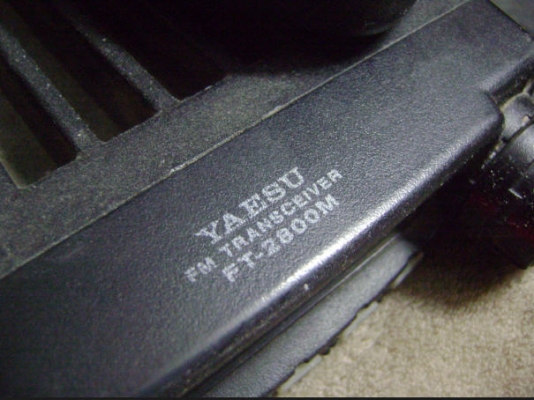 YAESU
FM TRANSCEIVER
FT-2800M